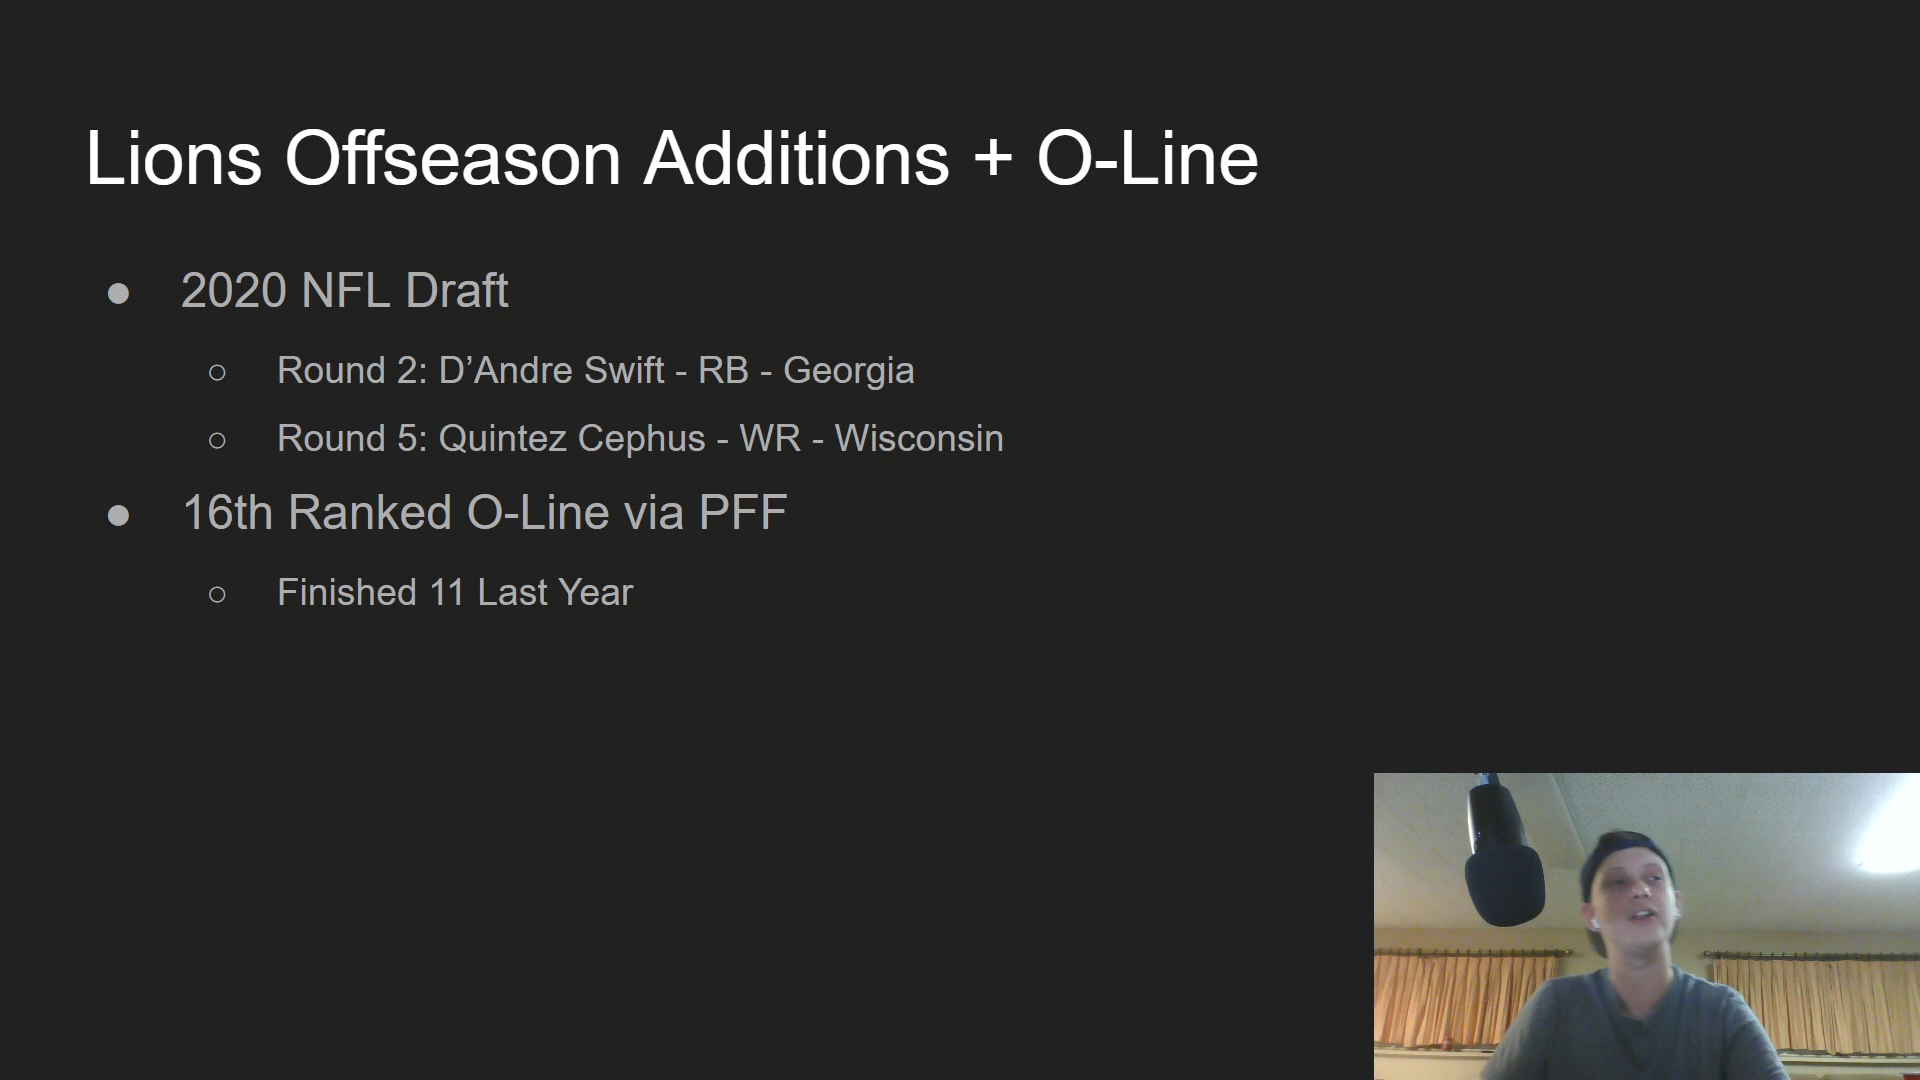 Lions Offseason Additions + O-Line
● 2020 NFL Draft
○ Round 2: D’Andre Swift - RB - Georgia
○ Round 5: Quintez Cephus - WR - Wisconsin
● 16th Ranked O-Line via PFF
○ Finished 11 Last Year